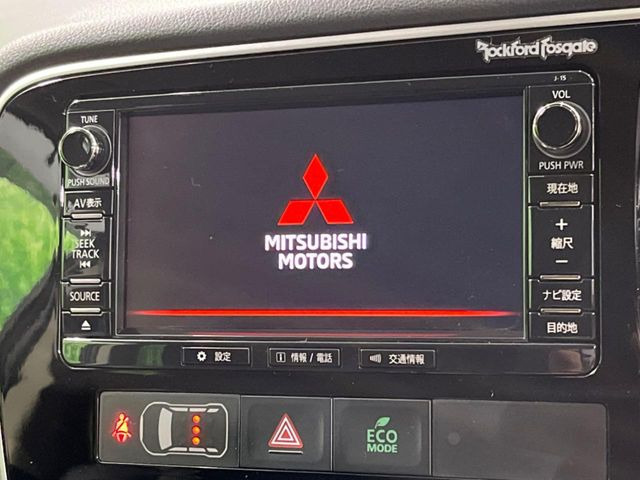 Rockford Fosgate
J-15
TUNE
PUSH SOUND
AV表示
SEEK
TRACK
SOURCE
MITSUBISHI
MOTORS
VOL
PUSH PWR
現在地
+
縮尺
−
ナビ設定
目的地
設定
i 情報 / 電話
交通情報
ECO
MODE